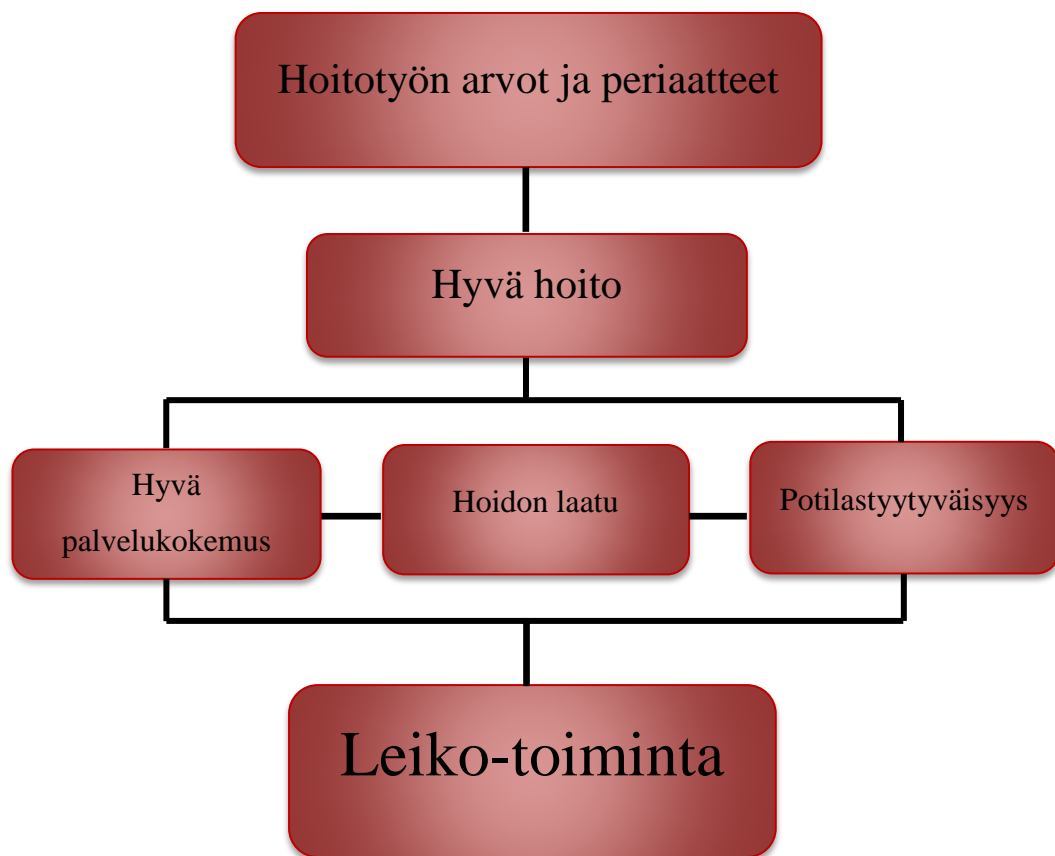 Hoitotyön arvot ja periaatteet
Hyvä hoito
Hyvä
palvelukokemus
Hoidon laatu
Potilastyytyväisyys
Leiko-toiminta